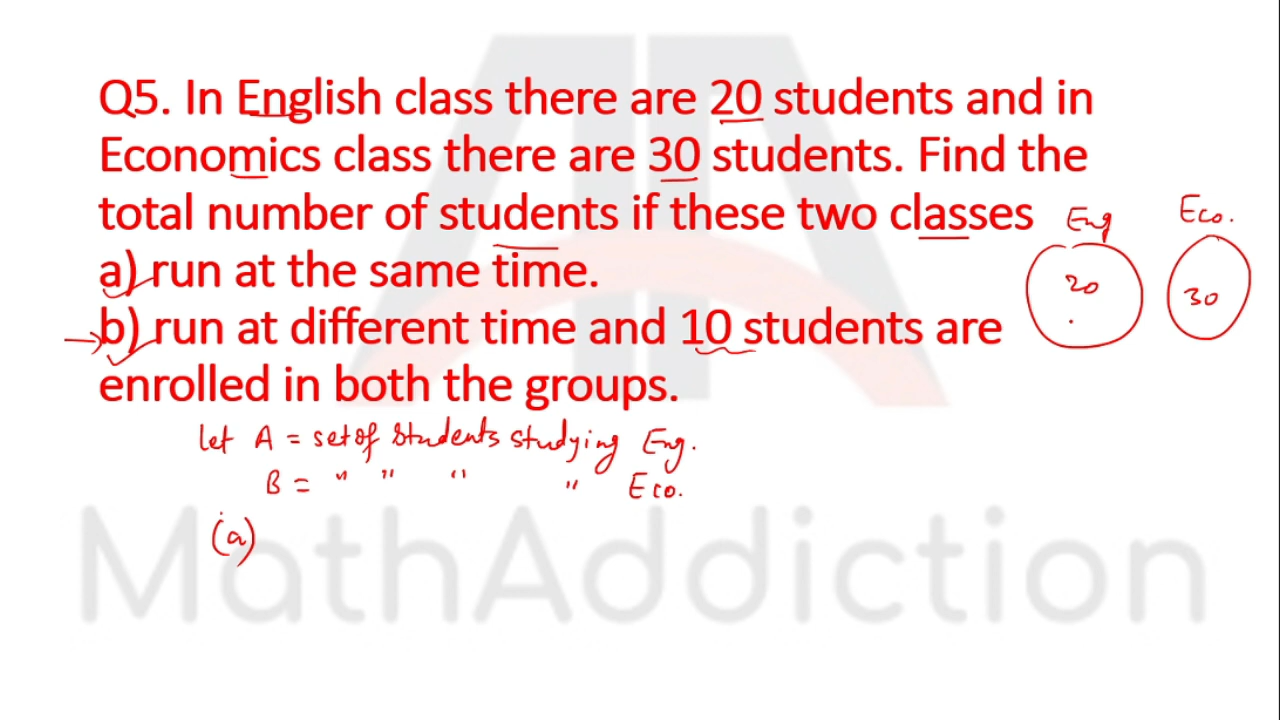 Q5. In English class there are 20 students and in
Economics class there are 30 students. Find the
total number of students if these two classes
a) run at the same time.
b) run at different time and 10 students are
enrolled in both the groups.
Eng Eco.
20 30
let A = set of students studying Eng.
B = " " " " Eco.
(a)
MathAddiction